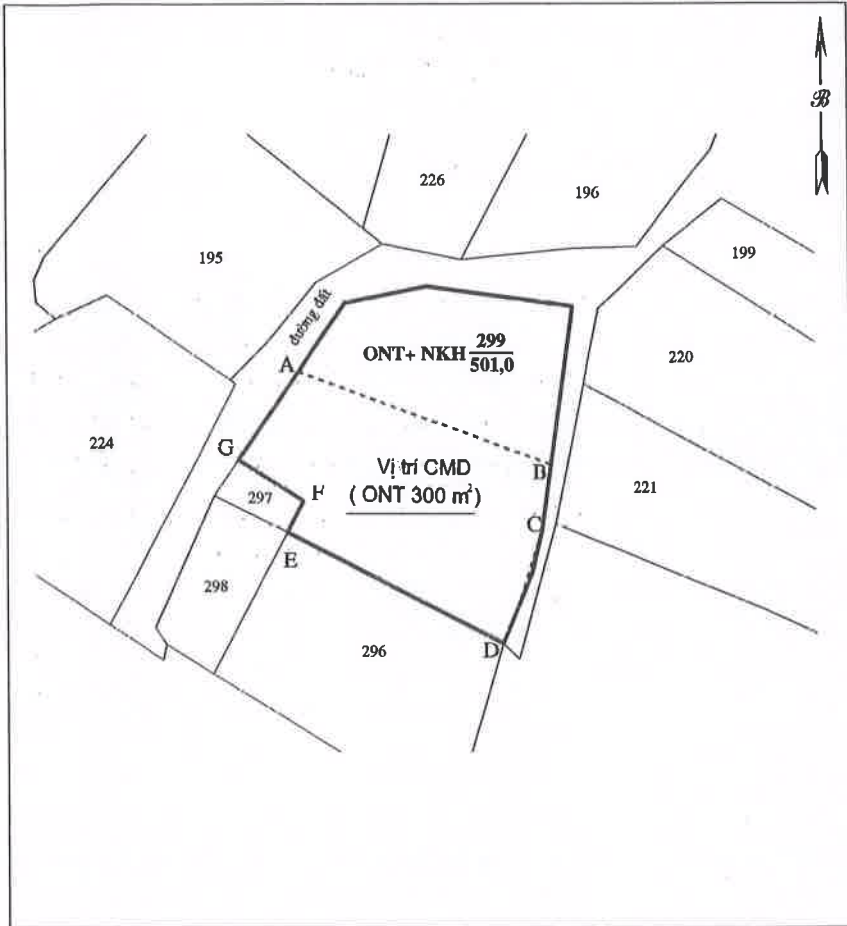 B
226
196
199
195
đường đất
ONT+ NKH 299
501,0
220
A
224
G
Vị trí CMD
( ONT 300 m²)
B
F
297
221
C
E
298
D
296